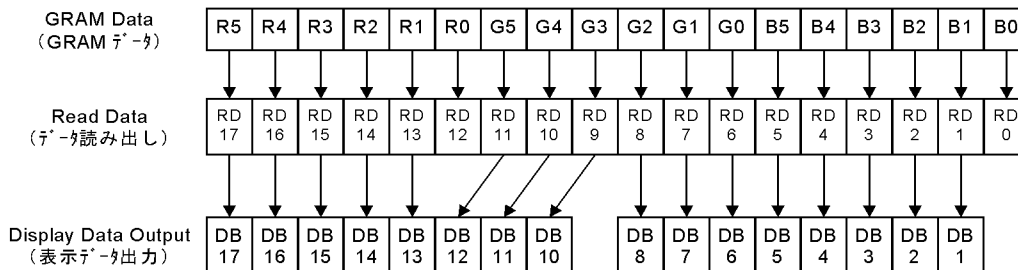 GRAM Data
(GRAM ﾃﾞｰﾀ)
R5 R4 R3 R2 R1 R0 G5 G4 G3 G2 G1 G0 B5 B4 B3 B2 B1 B0
Read Data
(ﾃﾞｰﾀ読み出し)
RD RD RD RD RD RD RD RD RD RD RD RD RD RD RD RD RD RD
17 16 15 14 13 12 11 10 9 8 7 6 5 4 3 2 1 0
Display Data Output
(表示ﾃﾞｰﾀ出力)
DB DB DB DB DB DB DB DB DB DB DB DB DB DB DB DB
17 16 15 14 13 12 11 10 8 7 6 5 4 3 2 1